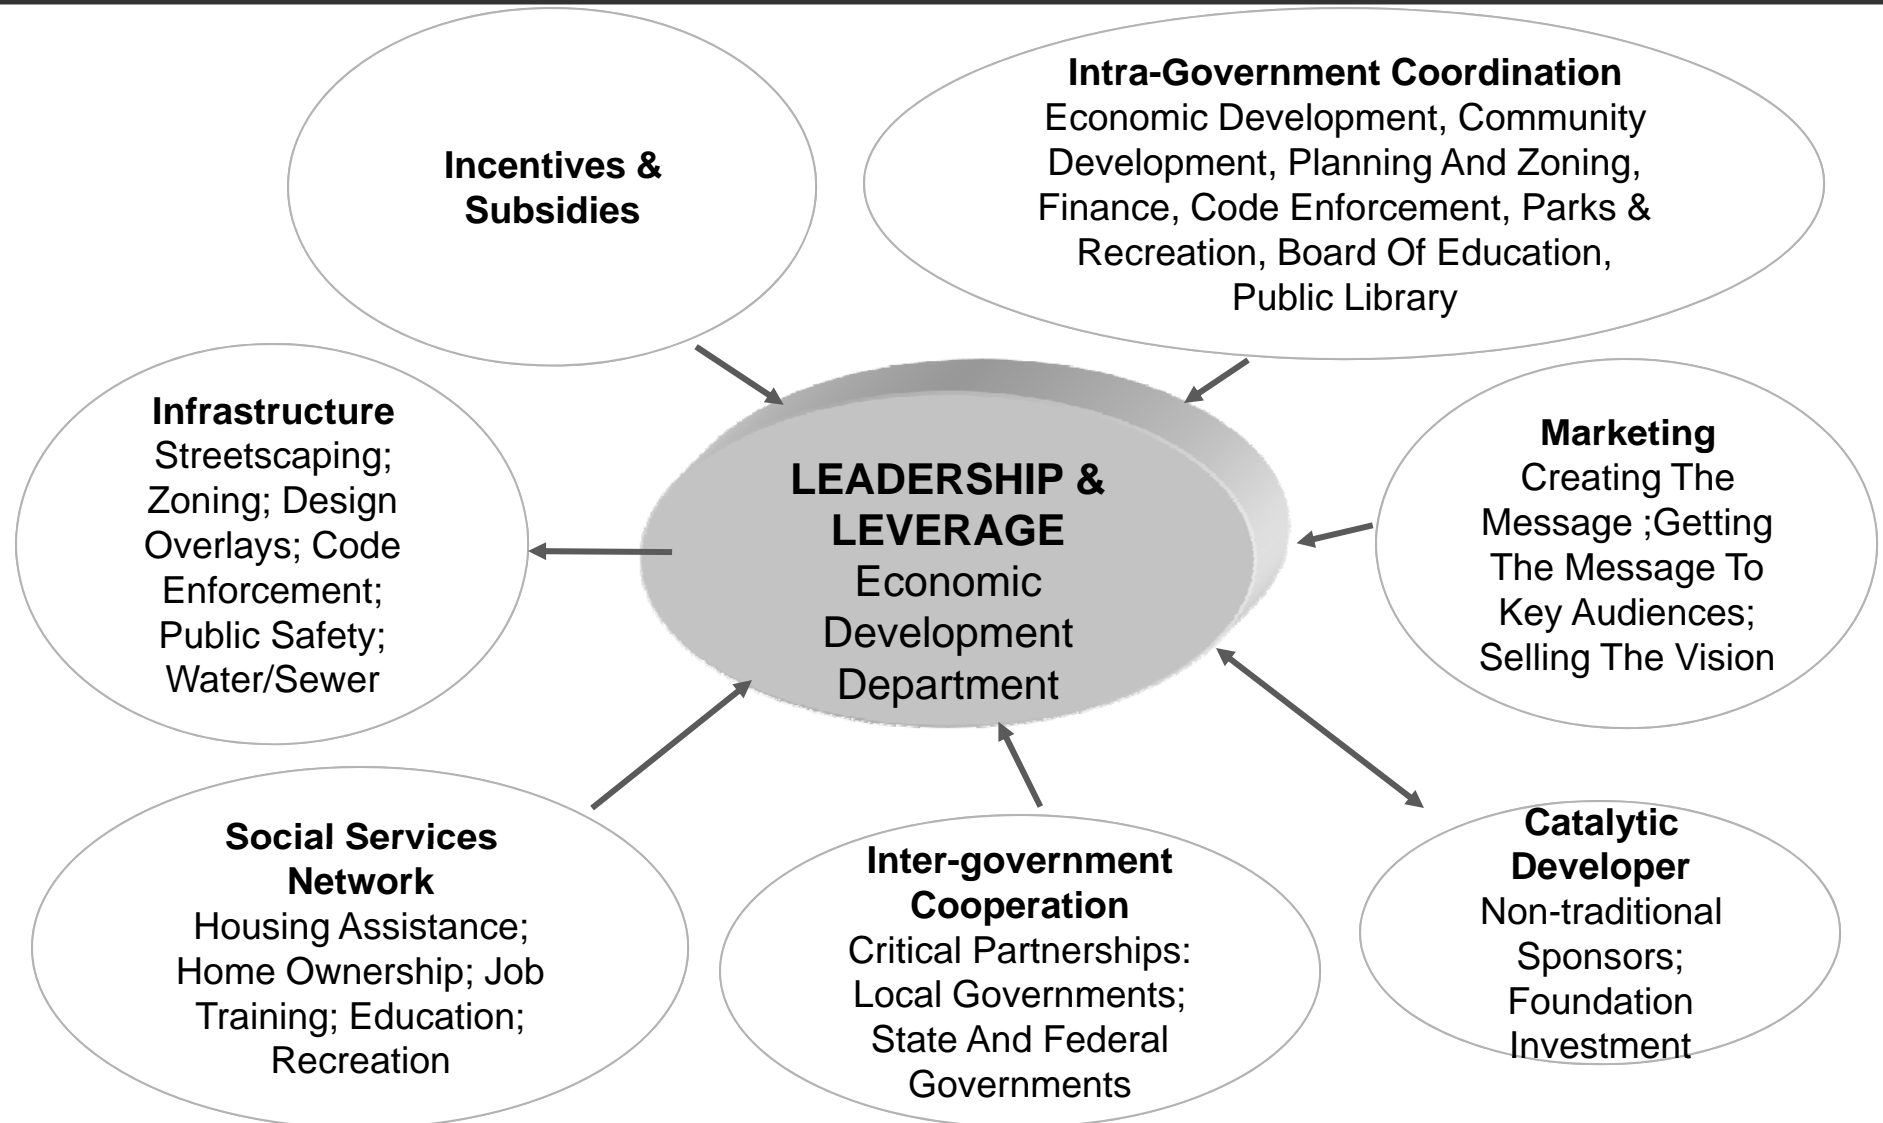 Incentives &
Subsidies
Intra-Government Coordination
Economic Development, Community
Development, Planning And Zoning,
Finance, Code Enforcement, Parks &
Recreation, Board Of Education,
Public Library
Infrastructure
Streetscaping;
Zoning; Design
Overlays; Code
Enforcement;
Public Safety;
Water/Sewer
LEADERSHIP &
LEVERAGE
Economic
Development
Department
Marketing
Creating The
Message ;Getting
The Message To
Key Audiences;
Selling The Vision
Social Services
Network
Housing Assistance;
Home Ownership; Job
Training; Education;
Recreation
Inter-government
Cooperation
Critical Partnerships:
Local Governments;
State And Federal
Governments
Catalytic
Developer
Non-traditional
Sponsors;
Foundation
Investment